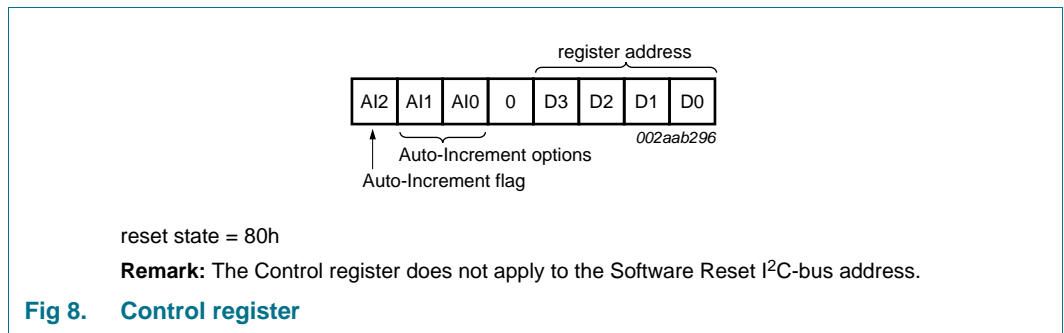 register address
AI2 AI1 AI0 0 D3 D2 D1 D0
002aab296
Auto-Increment options
Auto-Increment flag
reset state = 80h
Remark: The Control register does not apply to the Software Reset I²C-bus address.
Fig 8. Control register